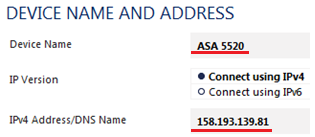 DEVICE NAME AND ADDRESS
Device Name ASA 5520
IP Version Connect using IPv4
Connect using IPv6
IPv4 Address/DNS Name 158.193.139.81